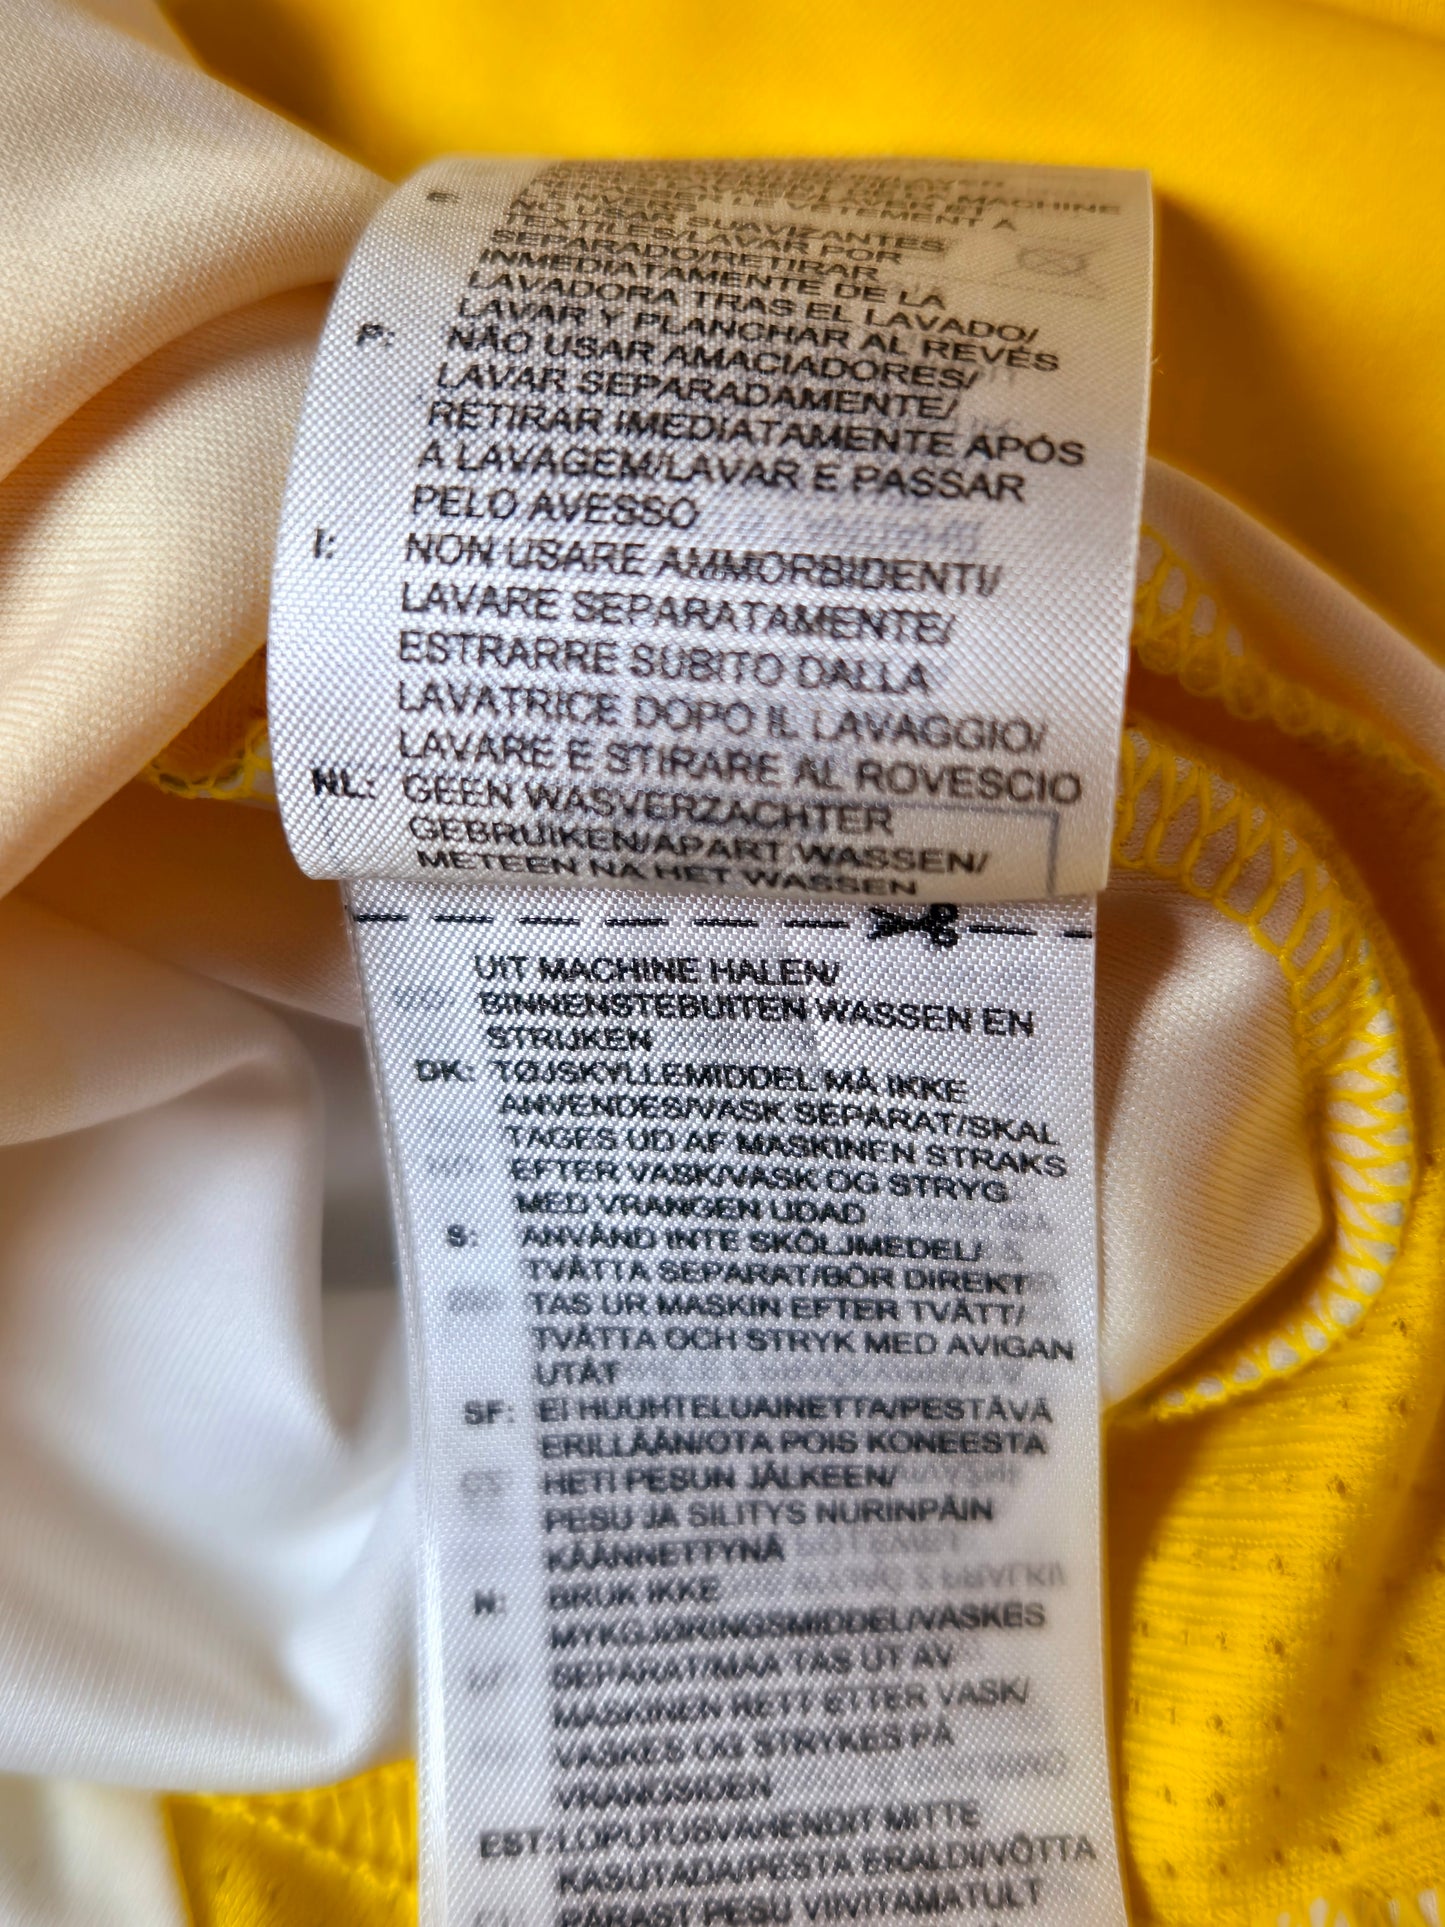 E: NO USAR SUAVIZANTES
TEXTILES/LAVAR POR
SEPARADO/RETIRAR
INMEDIATAMENTE DE LA
LAVADORA TRAS EL LAVADO/
LAVAR Y PLANCHAR AL REVÉS
P: NÃO USAR AMACIADORES/
LAVAR SEPARADAMENTE/
RETIRAR IMEDIATAMENTE APÓS
A LAVAGEM/LAVAR E PASSAR
PELO AVESSO
I: NON USARE AMMORBIDENTI/
LAVARE SEPARATAMENTE/
ESTRARRE SUBITO DALLA
LAVATRICE DOPO IL LAVAGGIO/
LAVARE E STIRARE AL ROVESCIO
NL: GEEN WASVERZACHTER
GEBRUIKEN/APART WASSEN/
METEEN NA HET WASSEN
UIT MACHINE HALEN/
BINNENSTEBUITEN WASSEN EN
STRIJKEN
DK: TØJSKYLLEMIDDEL MÅ IKKE
ANVENDES/VASK SEPARAT/SKAL
TAGES UD AF MASKINEN STRAKS
EFTER VASK/VASK OG STRYG
MED VRANGEN UDAD
S: ANVÄND INTE SKÖLJMEDEL/
TVÄTTA SEPARAT/BÖR DIREKT
TAS UR MASKIN EFTER TVÄTT/
TVÄTTA OCH STRYK MED AVIGAN
UTÅT
SF: EI HUUHTELUAINETTA/PESTÄVÄ
ERILLÄÄN/OTA POIS KONEESTA
HETI PESUN JÄLKEEN/
PESU JA SILITYS NURINPÄIN
KÄÄNNETTYNÄ
N: BRUK IKKE
MYKGJØRINGSMIDDEL/VASKES
SEPARAT/MAA TAS UT AV
MASKINEN RETT ETTER VASK/
VASKES OG STRYKES PÅ
VRANGSIDEN
EST: LOPUTUSVAHENDIT MITTE
KASUTADA/PESTA ERALDI/VÕTTA
PÄRAST PESU VIIVITAMATULT